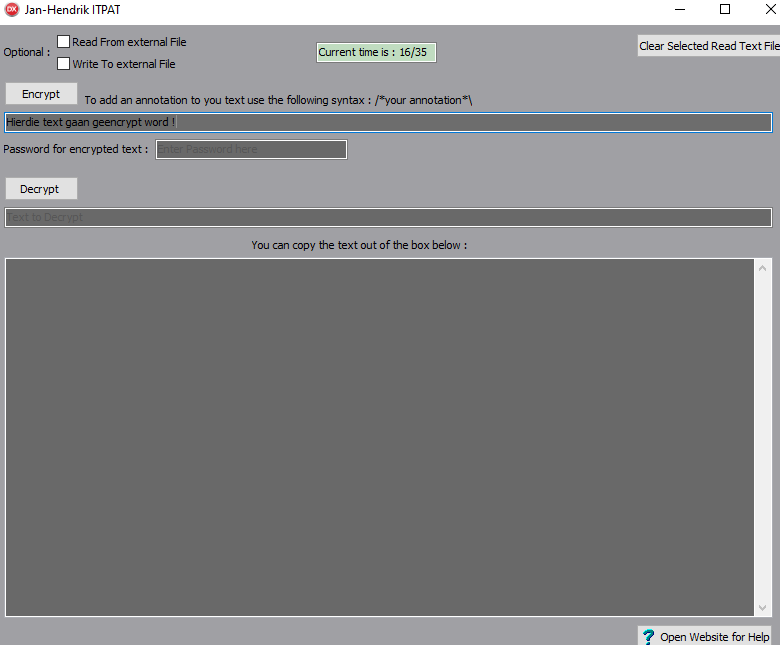 DX Jan-Hendrik ITPAT
Optional :
Read From external File
Write To external File
Current time is : 16/35
Clear Selected Read Text File
Encrypt
To add an annotation to you text use the following syntax : /*your annotation*\
Hierdie text gaan geencrypt word !
Password for encrypted text :
Enter Password here
Decrypt
Text to Decrypt
You can copy the text out of the box below :
? Open Website for Help